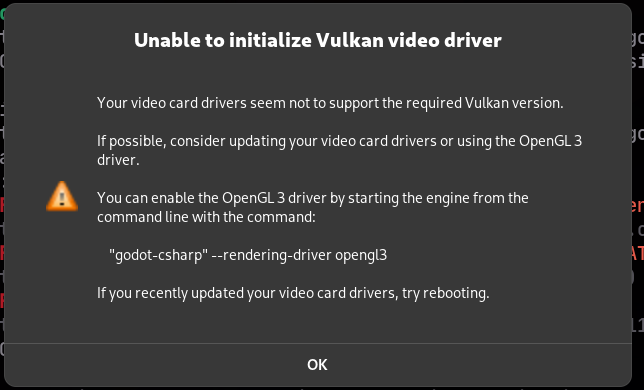 Unable to initialize Vulkan video driver
Your video card drivers seem not to support the required Vulkan version.
If possible, consider updating your video card drivers or using the OpenGL 3
driver.
You can enable the OpenGL 3 driver by starting the engine from the
command line with the command:
"godot-csharp" --rendering-driver opengl3
If you recently updated your video card drivers, try rebooting.
OK